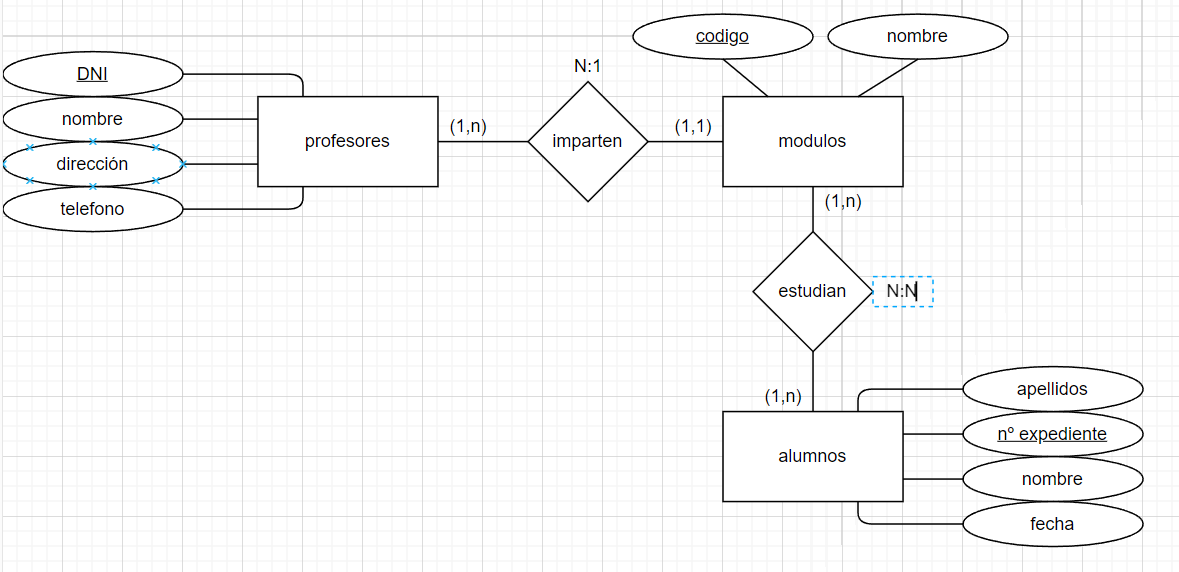 codigo
nombre
DNI
nombre
dirección
telefono
profesores
(1,n)
N:1
imparten
(1,1)
modulos
(1,n)
estudian
N:N
(1,n)
alumnos
apellidos
nº expediente
nombre
fecha